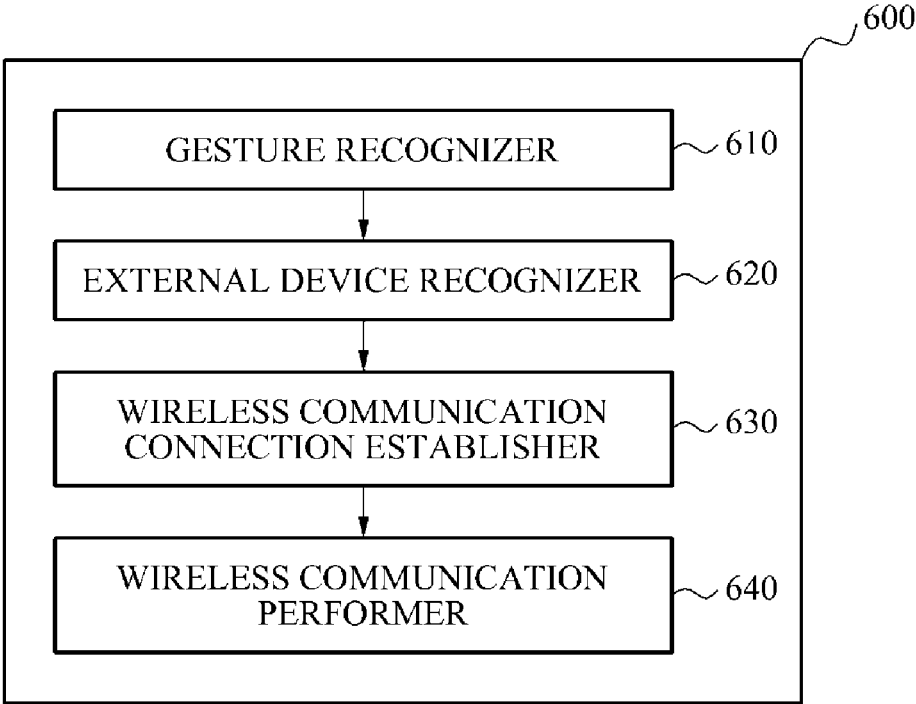 600
GESTURE RECOGNIZER
610
EXTERNAL DEVICE RECOGNIZER
620
WIRELESS COMMUNICATION
CONNECTION ESTABLISHER
630
WIRELESS COMMUNICATION
PERFORMER
640